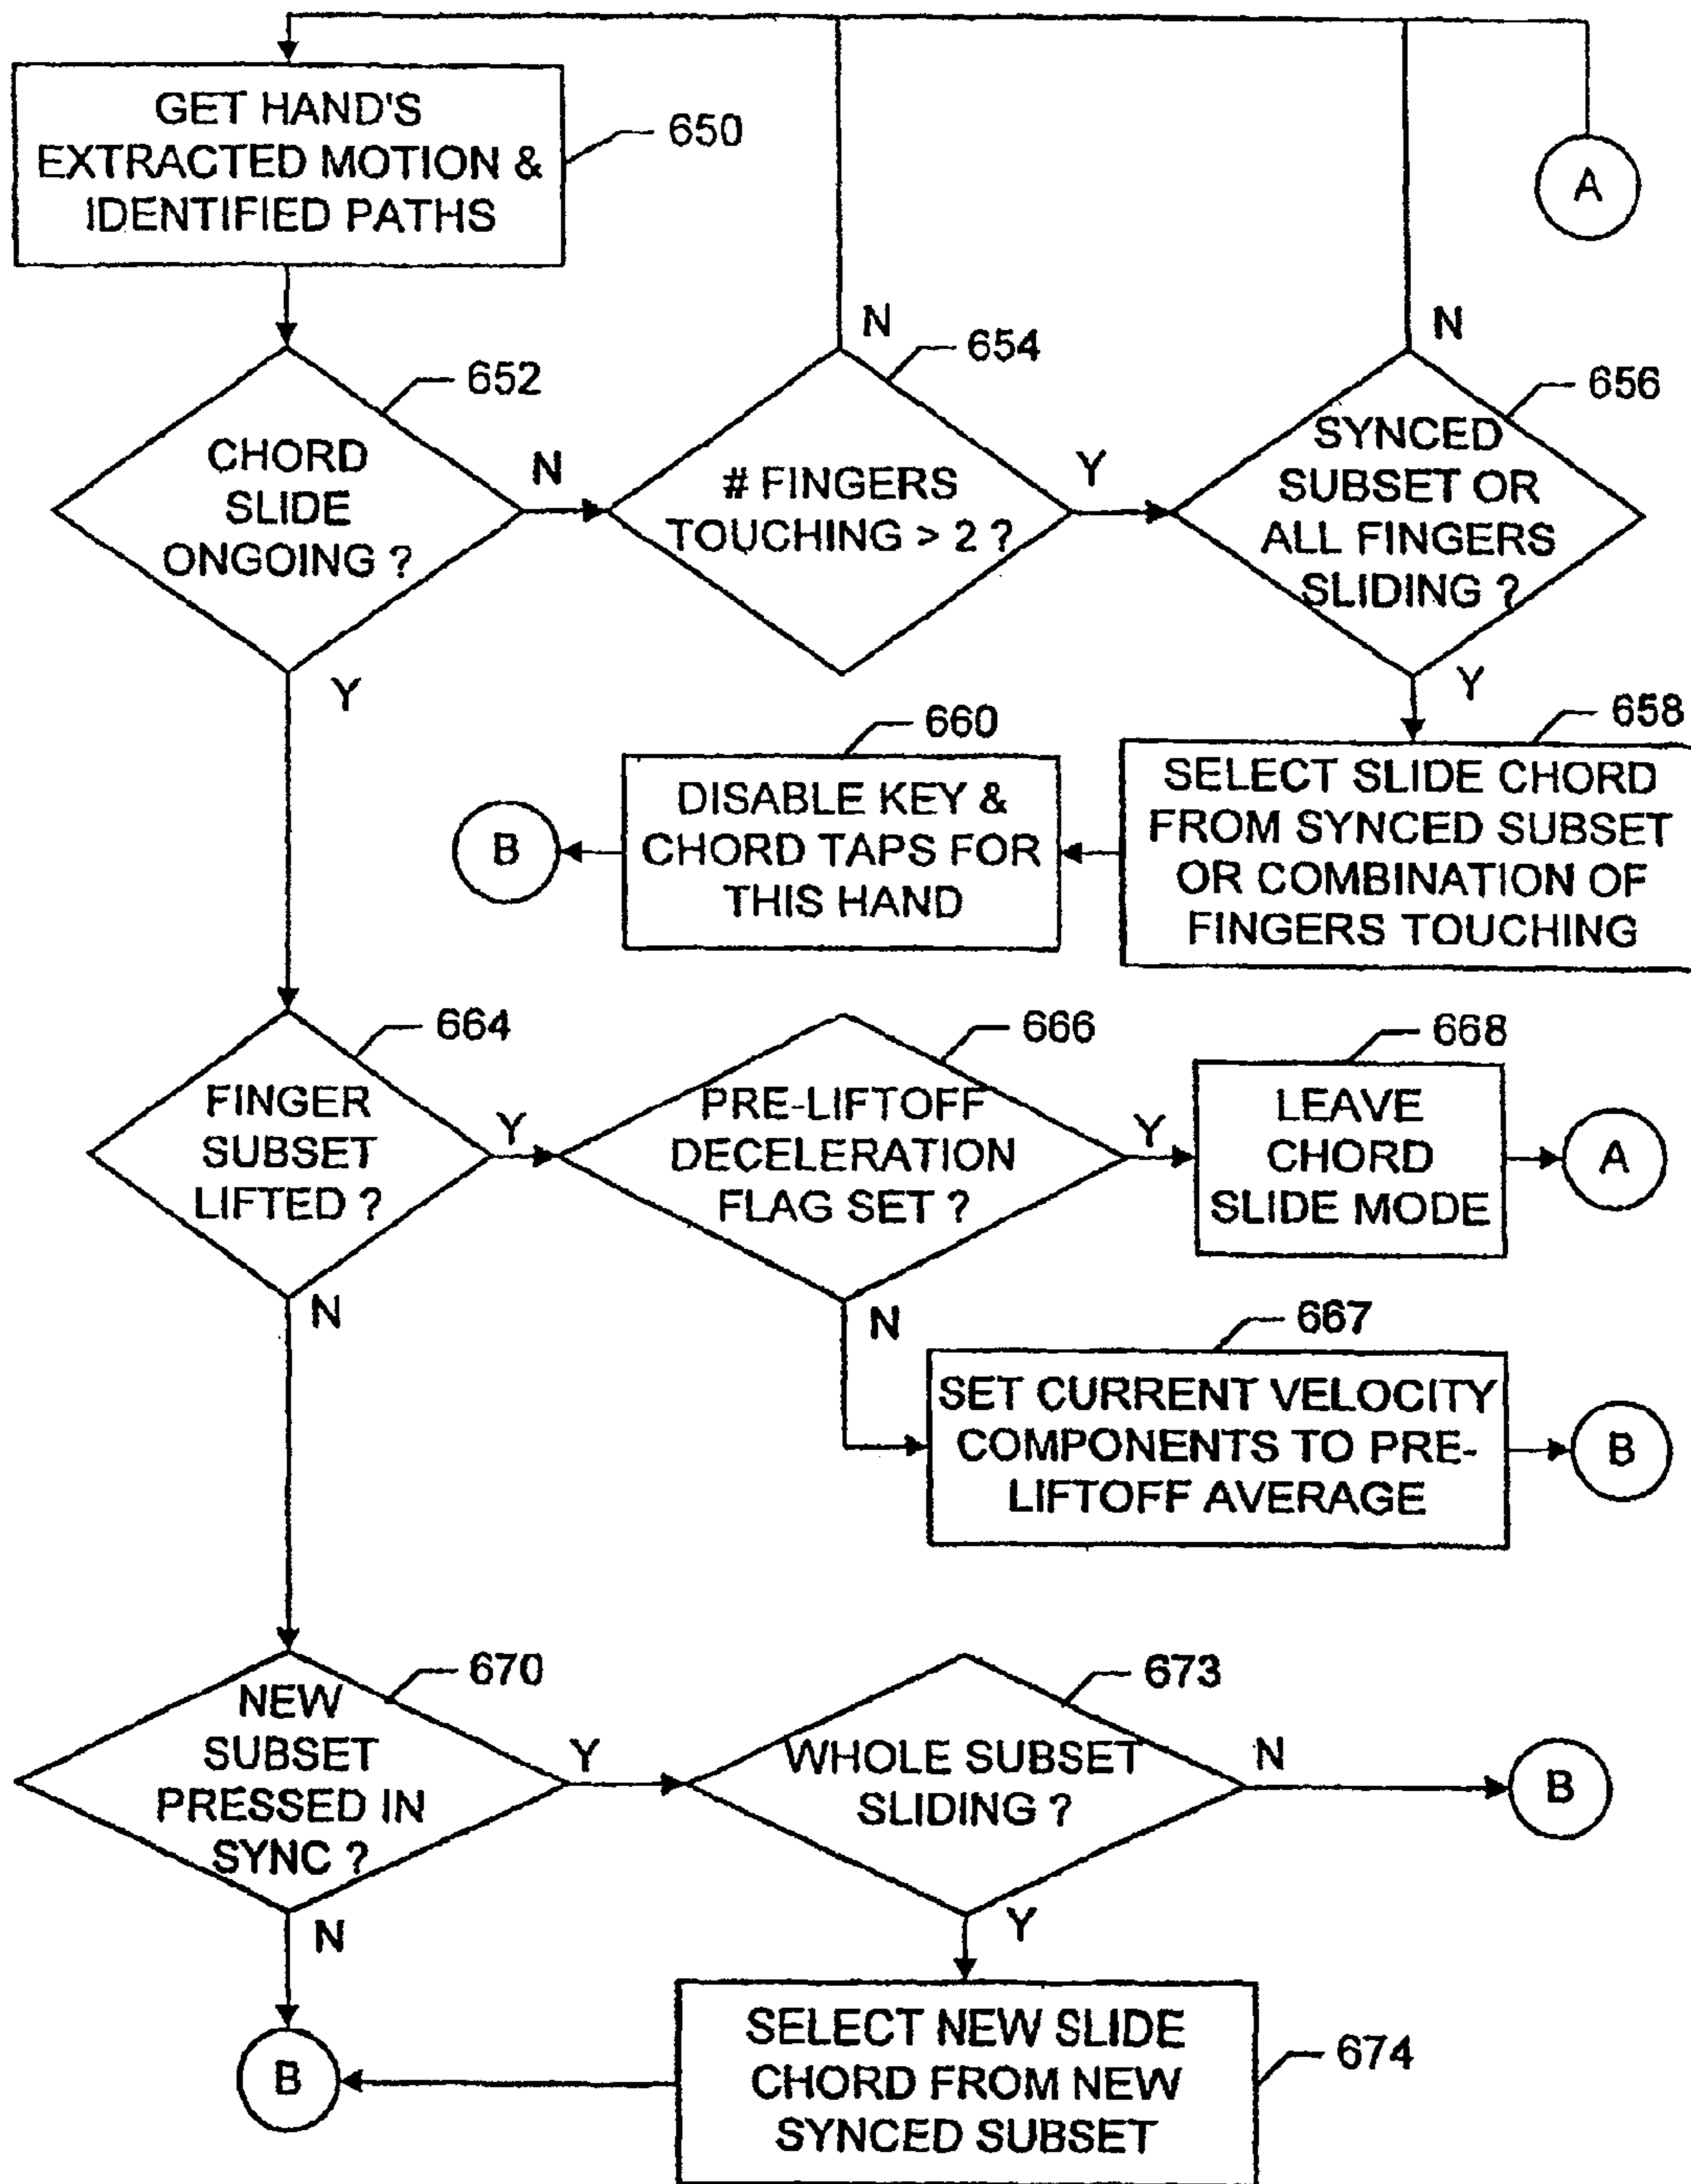 GET HAND'S
EXTRACTED MOTION &
IDENTIFIED PATHS
650
A
CHORD
SLIDE
ONGOING ?
652
N
Y
# FINGERS
TOUCHING > 2 ?
654
N
Y
SYNCED
SUBSET OR
ALL FINGERS
SLIDING ?
656
N
Y
658
SELECT SLIDE CHORD
FROM SYNCED SUBSET
OR COMBINATION OF
FINGERS TOUCHING
660
DISABLE KEY &
CHORD TAPS FOR
THIS HAND
B
664
FINGER
SUBSET
LIFTED ?
Y
N
666
PRE-LIFTOFF
DECELERATION
FLAG SET ?
Y
N
668
LEAVE
CHORD
SLIDE MODE
A
667
SET CURRENT VELOCITY
COMPONENTS TO PRE-
LIFTOFF AVERAGE
B
670
NEW
SUBSET
PRESSED IN
SYNC ?
Y
N
673
WHOLE SUBSET
SLIDING ?
N
B
Y
SELECT NEW SLIDE
CHORD FROM NEW
SYNCED SUBSET
674
B